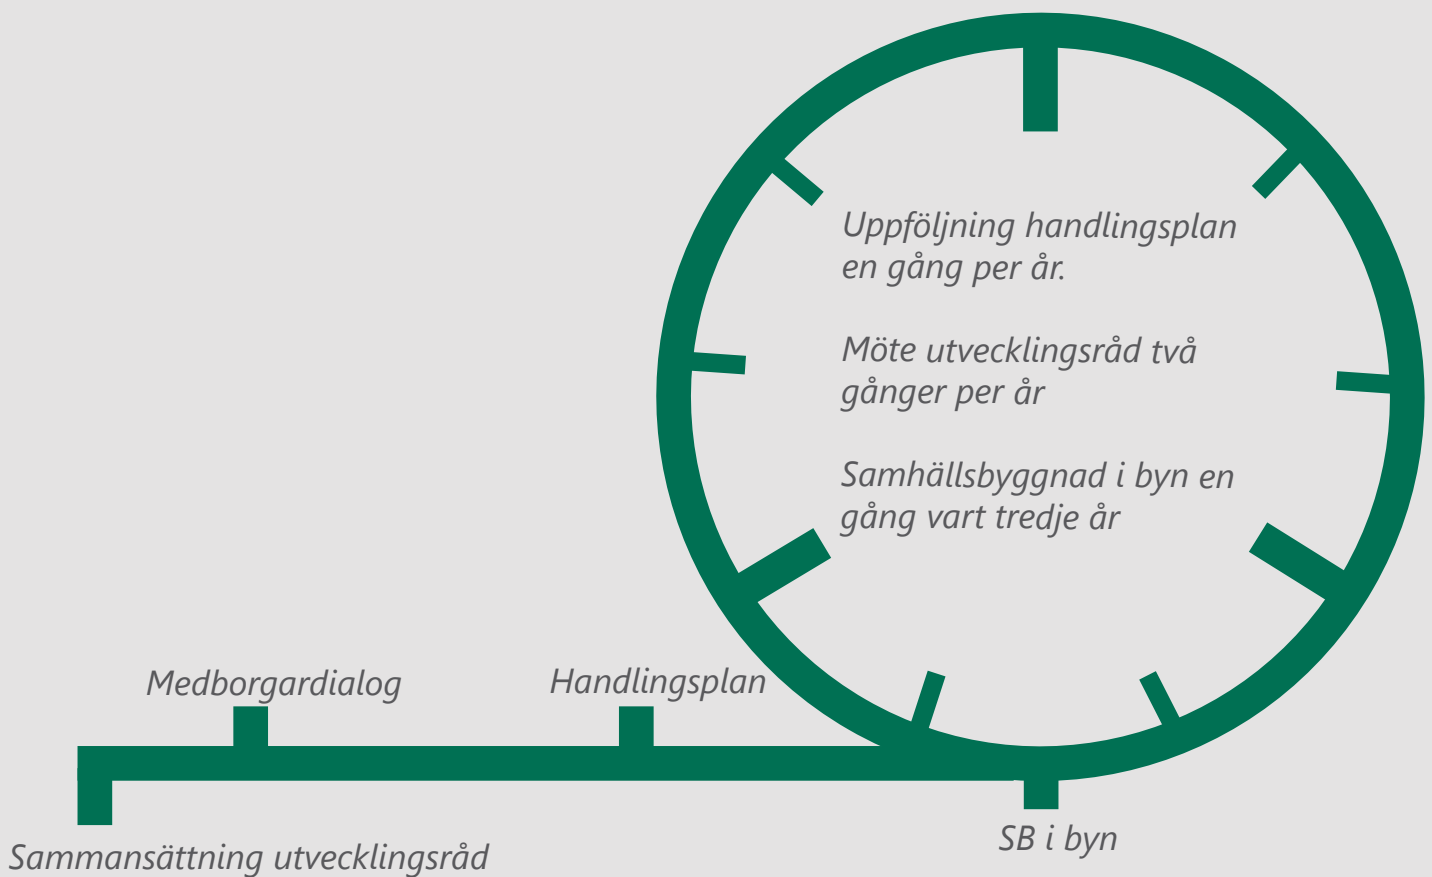 Uppföljning handlingsplan
en gång per år.
Möte utvecklingsråd två
gånger per år
Samhällsbyggnad i byn en
gång vart tredje år
Medborgardialog
Handlingsplan
SB i byn
Sammansättning utvecklingsråd